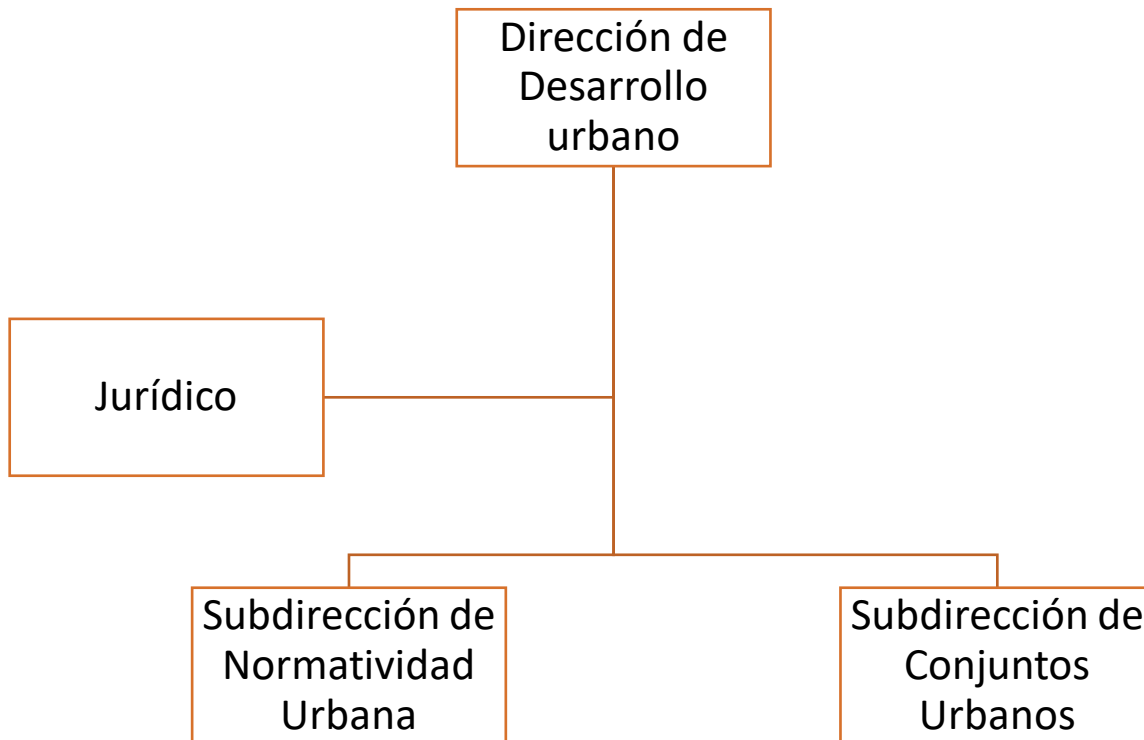 Dirección de
Desarrollo
urbano
Jurídico
Subdirección de
Normatividad
Urbana
Subdirección de
Conjuntos
Urbanos